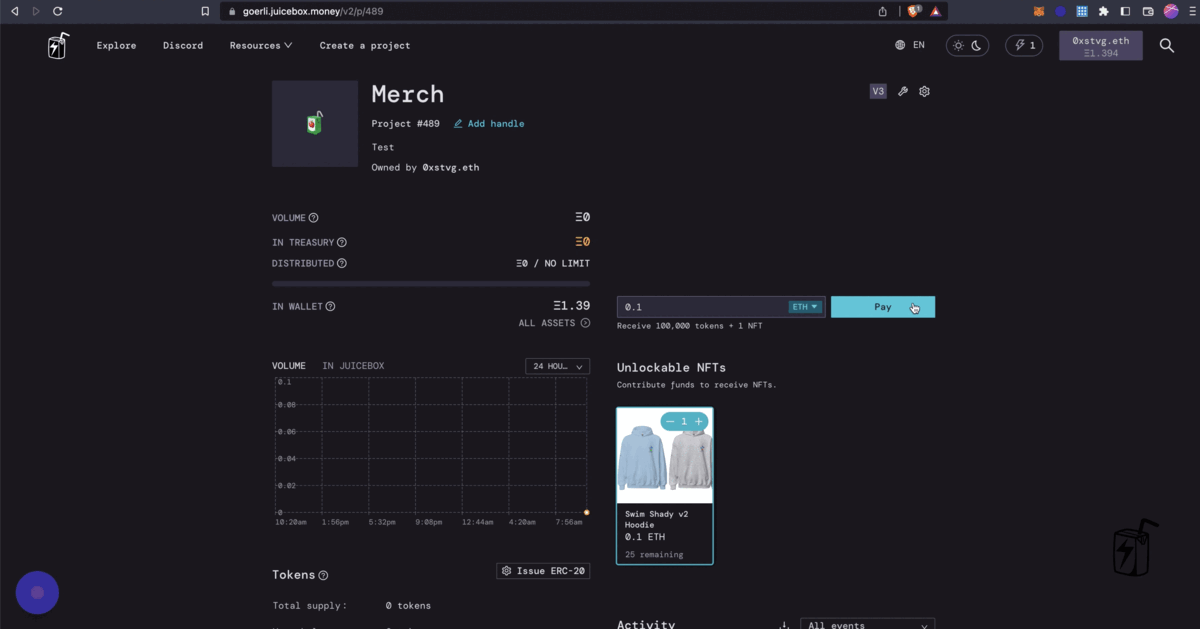 goerli.juicebox.money/v2/p/489
1
Explore
Discord
Resources
Create a project
EN
1
0xstvg.eth
Ξ1.394
Merch
V3
Project #489
Add handle
Test
Owned by 0xstvg.eth
VOLUME
Ξ0
IN TREASURY
Ξ0
DISTRIBUTED
Ξ0 / NO LIMIT
IN WALLET
Ξ1.39
ALL ASSETS
0.1
ETH
Pay
Receive 100,000 tokens + 1 NFT
VOLUME
IN JUICEBOX
24 HOU…
0.1
0.08
0.06
0.04
0.02
0
10:20am
1:56pm
5:32pm
9:08pm
12:44am
4:20am
7:56am
Unlockable NFTs
Contribute funds to receive NFTs.
− 1 +
Swim Shady v2
Hoodie
0.1 ETH
25 remaining
Tokens
Issue ERC-20
Total supply:
0 tokens
Activity
All events